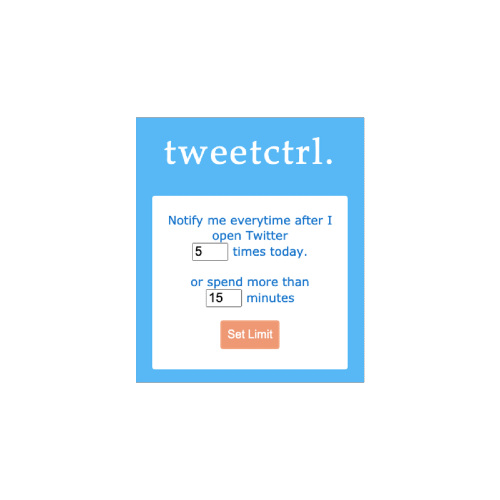 tweetctrl.
Notify me everytime after I
open Twitter
5 times today.
or spend more than
15 minutes
Set Limit